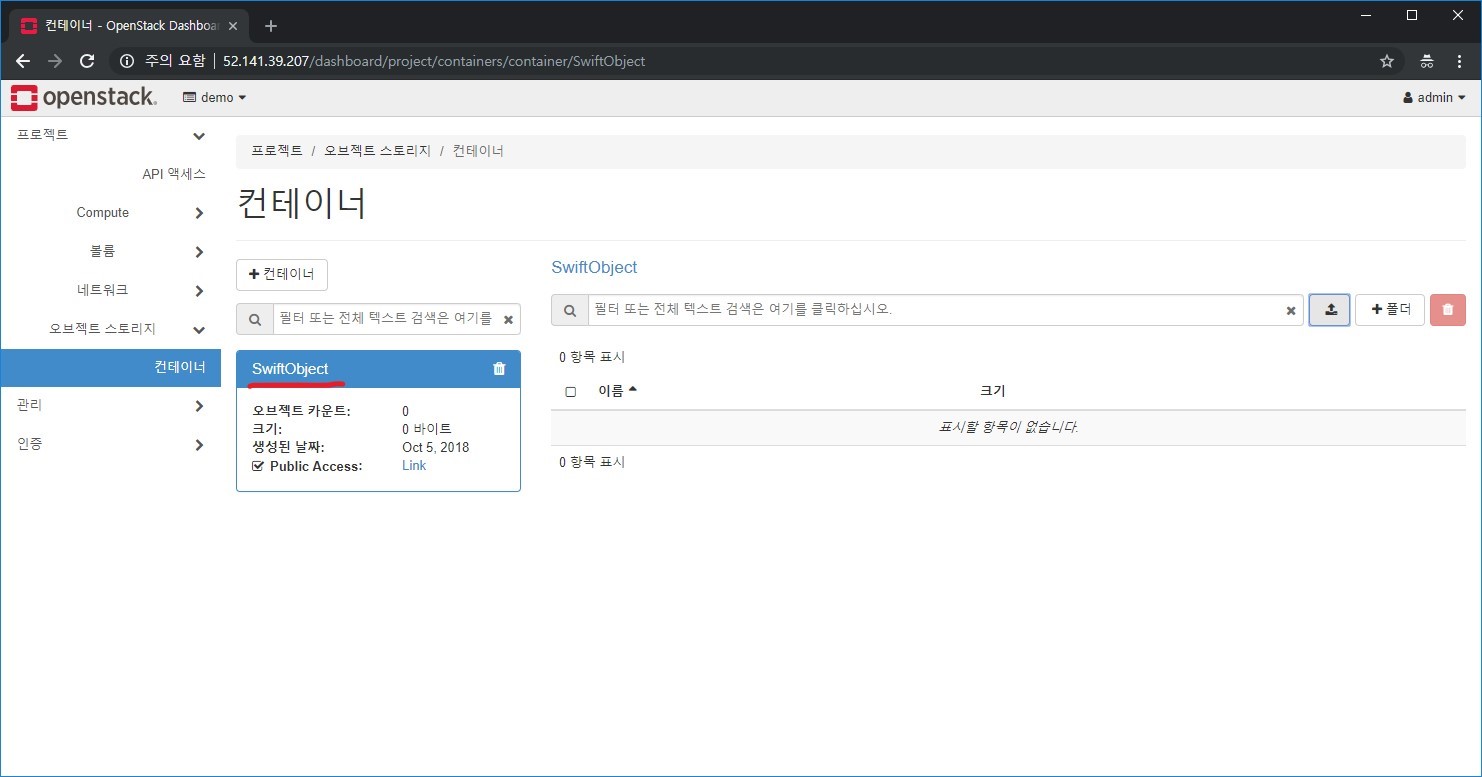 컨테이너 - OpenStack Dashboa
주의 요함 | 52.141.39.207/dashboard/project/containers/container/SwiftObject
openstack. demo admin
프로젝트
API 액세스
Compute
볼륨
네트워크
오브젝트 스토리지
컨테이너
관리
인증
프로젝트 / 오브젝트 스토리지 / 컨테이너
컨테이너
컨테이너
필터 또는 전체 텍스트 검색은 여기를
SwiftObject
오브젝트 카운트: 0
크기: 0 바이트
생성된 날짜: Oct 5, 2018
Public Access: Link
SwiftObject
필터 또는 전체 텍스트 검색은 여기를 클릭하십시오. 폴더
0 항목 표시
이름 크기
표시할 항목이 없습니다.
0 항목 표시